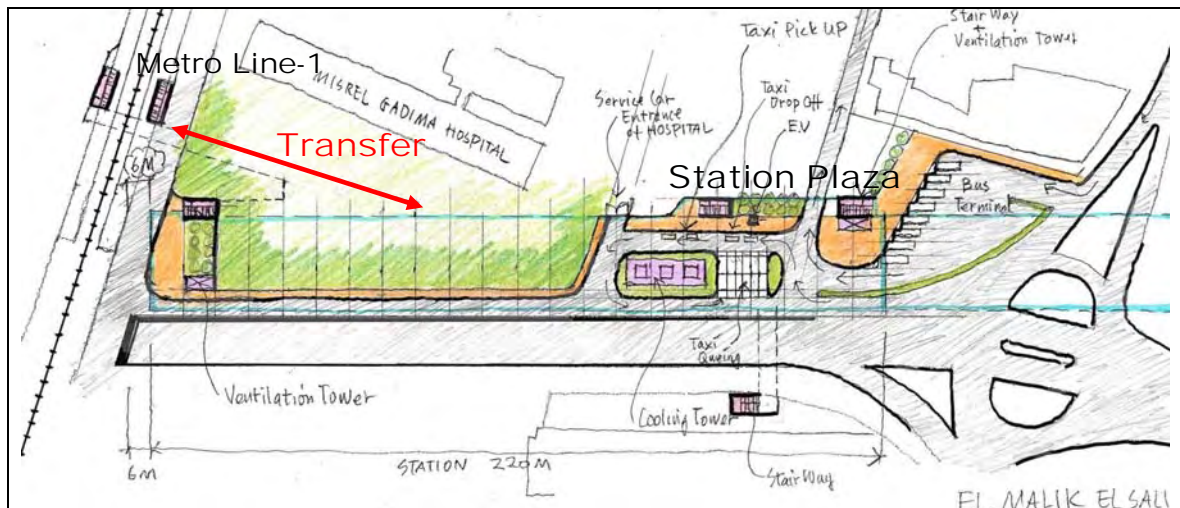 Metro Line-1
MISREL GADIMA HOSPITAL
Transfer
6M
Service Car
Entrance
of HOSPITAL
Taxi Pick UP
Taxi
Drop Off
E.V
Stair Way
+
Ventilation Tower
Station Plaza
Bus
Terminal
Taxi
Queing
Ventilation Tower
Cooling Tower
Stair Way
6M
STATION 220M
EL MALIK EL SAL